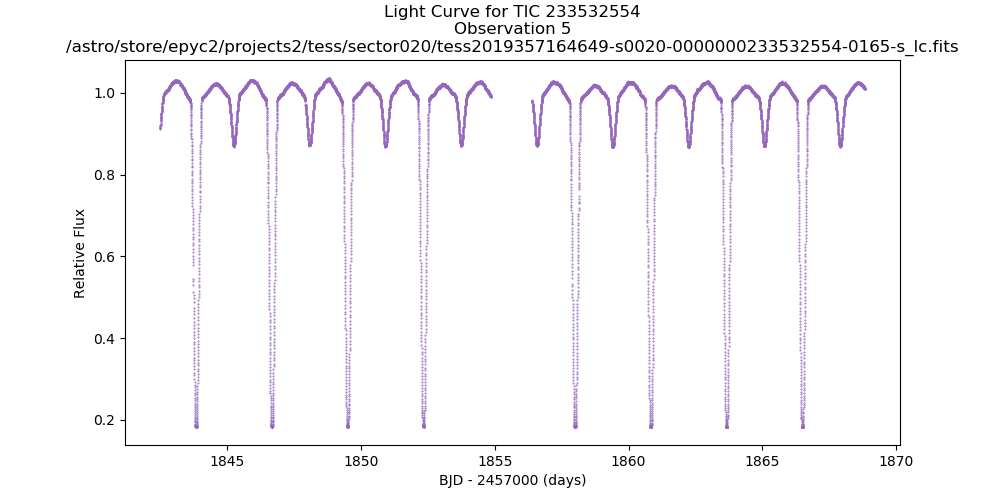 Light Curve for TIC 233532554
Observation 5
/astro/store/epyc2/projects2/tess/sector020/tess2019357164649-s0020-0000000233532554-0165-s_lc.fits
1.0
0.8
0.6
0.4
0.2
Relative Flux
1845
1850
1855
1860
1865
1870
BJD - 2457000 (days)